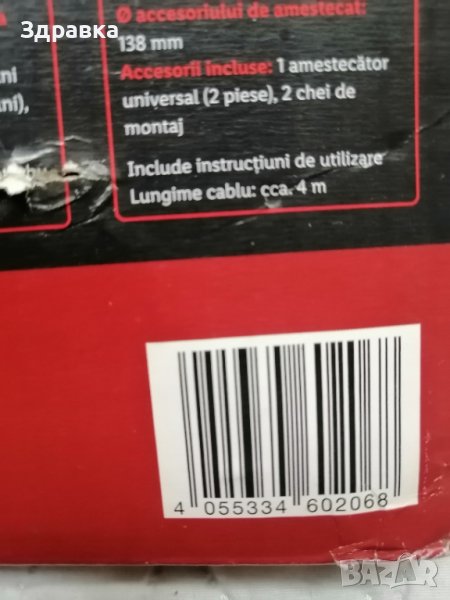 Здравка
Ø accesoriului de amestecat:
138 mm
Accesorii incluse: 1 amestecător
universal (2 piese), 2 chei de
montaj
Include instrucțiuni de utilizare
Lungime cablu: cca. 4 m
4 055334 602068
bazar